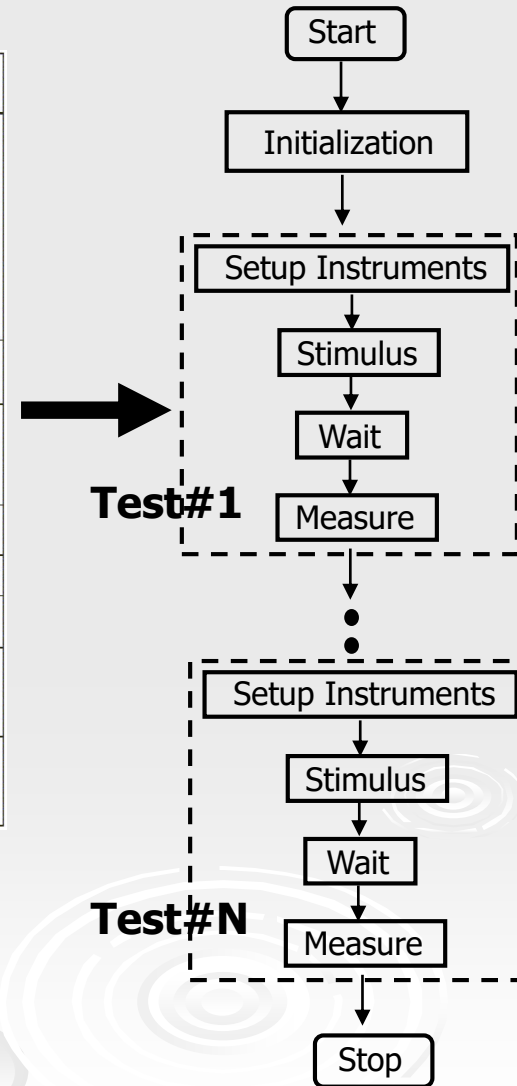 Start
Initialization
Setup Instruments
Stimulus
Wait
Test#1
Measure
Setup Instruments
Stimulus
Wait
Test#N
Measure
Stop